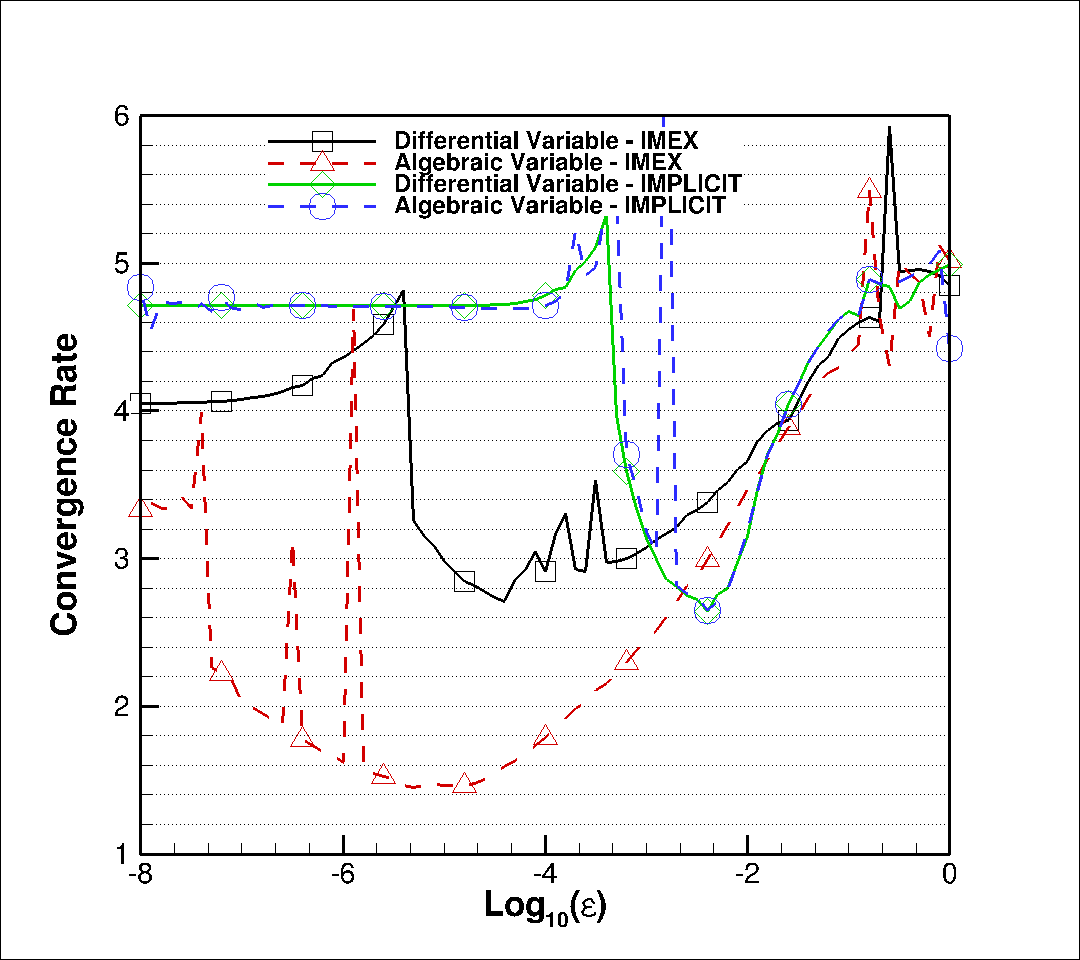 6
Differential Variable - IMEX
Algebraic Variable - IMEX
Differential Variable - IMPLICIT
Algebraic Variable - IMPLICIT
5
4
3
2
1
Convergence Rate
-8 -6 -4 -2 0
Log10(ε)